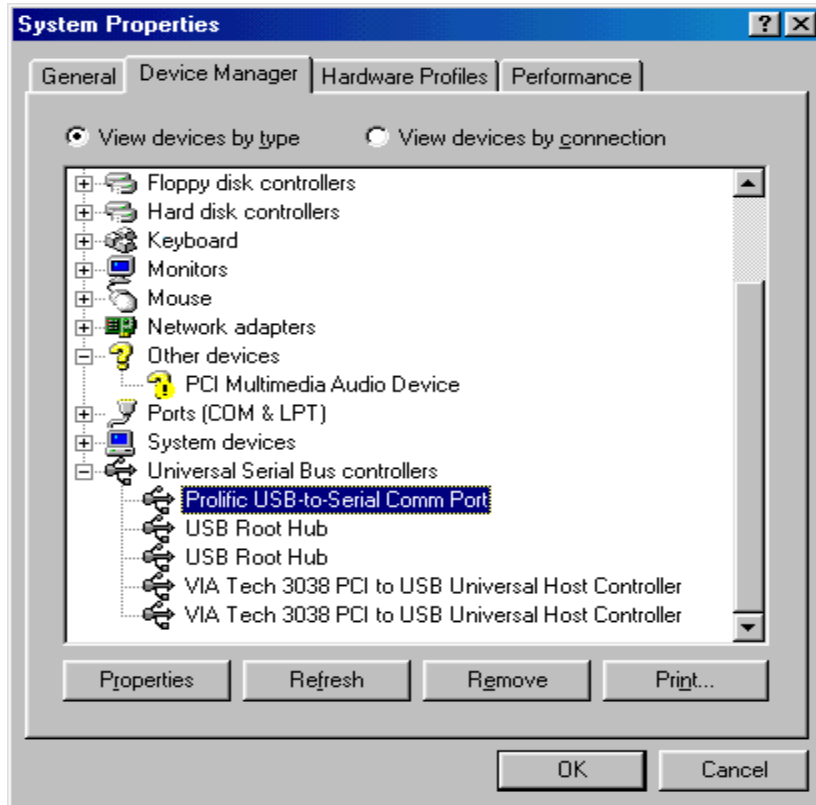 System Properties
General Device Manager Hardware Profiles Performance
View devices by type View devices by connection
Floppy disk controllers
Hard disk controllers
Keyboard
Monitors
Mouse
Network adapters
Other devices
PCI Multimedia Audio Device
Ports (COM & LPT)
System devices
Universal Serial Bus controllers
Prolific USB-to-Serial Comm Port
USB Root Hub
USB Root Hub
VIA Tech 3038 PCI to USB Universal Host Controller
VIA Tech 3038 PCI to USB Universal Host Controller
Properties Refresh Remove Print...
OK Cancel